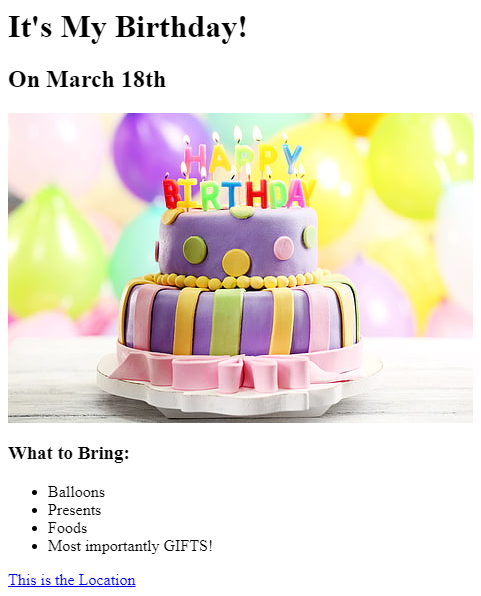 It's My Birthday!
On March 18th
HAPPY
BIRTHDAY
What to Bring:
Balloons
Presents
Foods
Most importantly GIFTS!
This is the Location